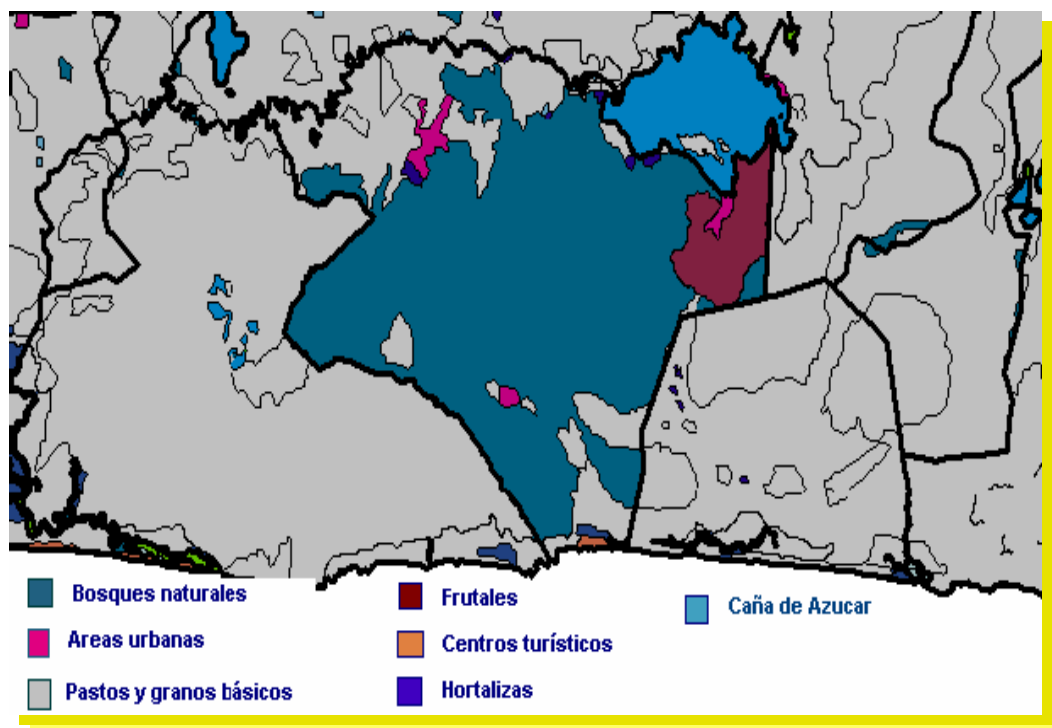 Bosques naturales
Areas urbanas
Pastos y granos básicos
Frutales
Centros turísticos
Hortalizas
Caña de Azucar